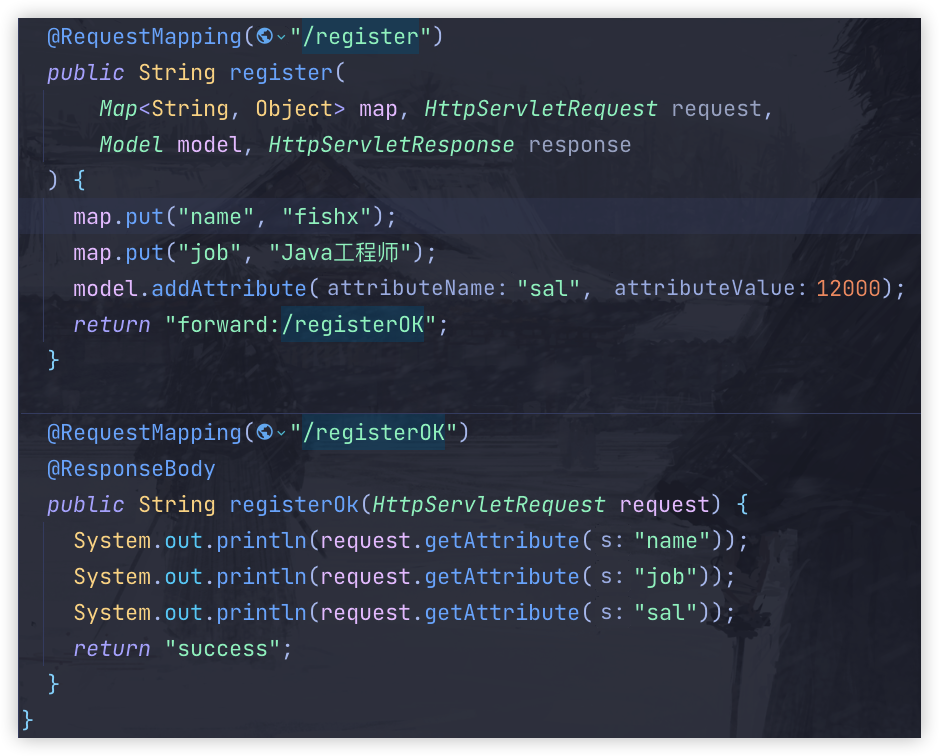 @RequestMapping("/register")
public String register(
Map<String, Object> map, HttpServletRequest request,
Model model, HttpServletResponse response
) {
map.put("name", "fishx");
map.put("job", "Java工程师");
model.addAttribute( attributeName: "sal", attributeValue: 12000);
return "forward:/registerOK";
}
@RequestMapping("/registerOK")
@ResponseBody
public String registerOk(HttpServletRequest request) {
System.out.println(request.getAttribute( s: "name"));
System.out.println(request.getAttribute( s: "job"));
System.out.println(request.getAttribute( s: "sal"));
return "success";
}
}